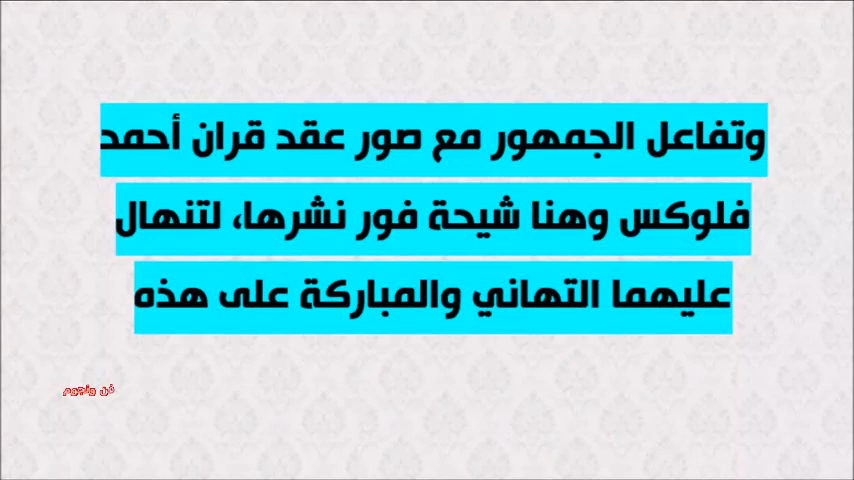 وتفاعل الجمهور مع صور عقد قران أحمد
فلوكس وهنا شيحة فور نشرها، لتنهال
عليهما التهاني والمباركة على هذه
فن ونجوم